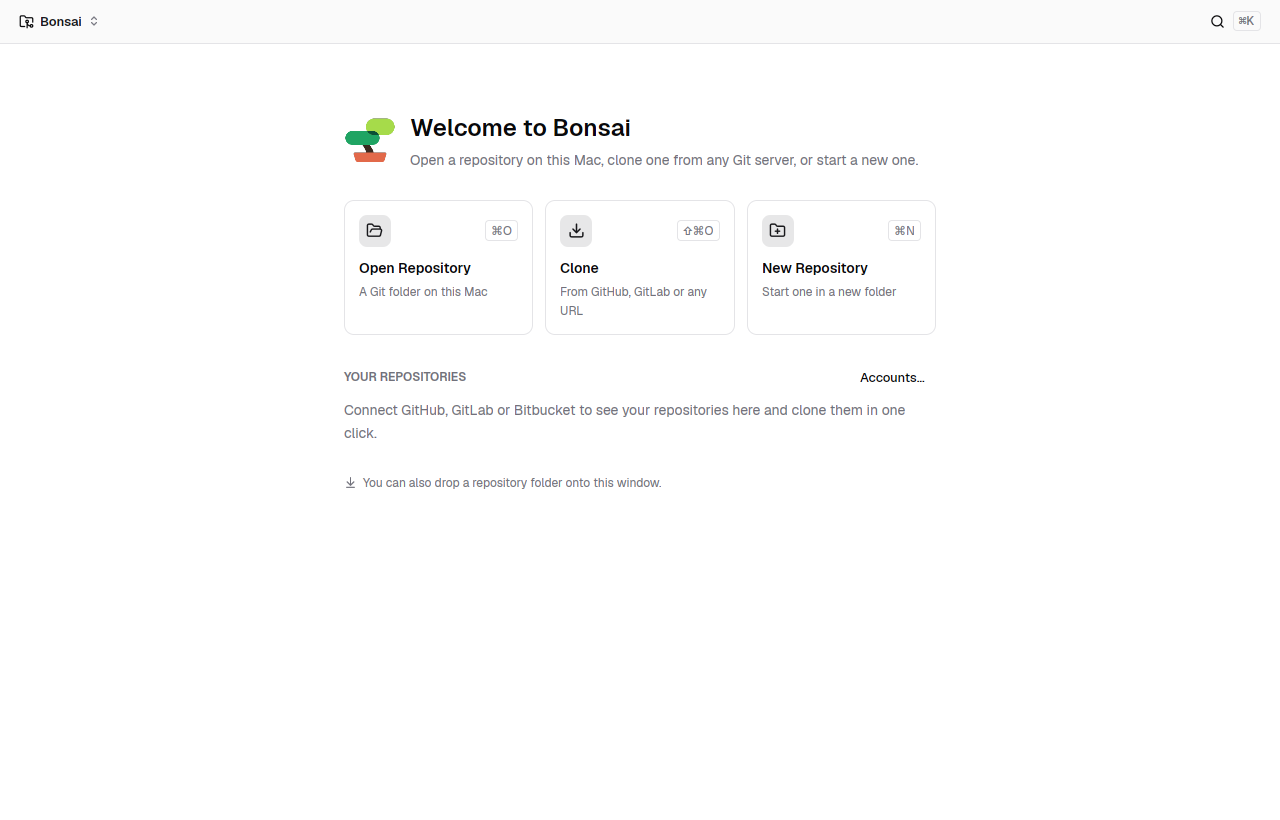 Bonsai
⌘K
Welcome to Bonsai
Open a repository on this Mac, clone one from any Git server, or start a new one.
⌘O
⇧⌘O
⌘N
Open Repository
Clone
New Repository
A Git folder on this Mac
From GitHub, GitLab or any
URL
Start one in a new folder
YOUR REPOSITORIES
Accounts...
Connect GitHub, GitLab or Bitbucket to see your repositories here and clone them in one
click.
You can also drop a repository folder onto this window.